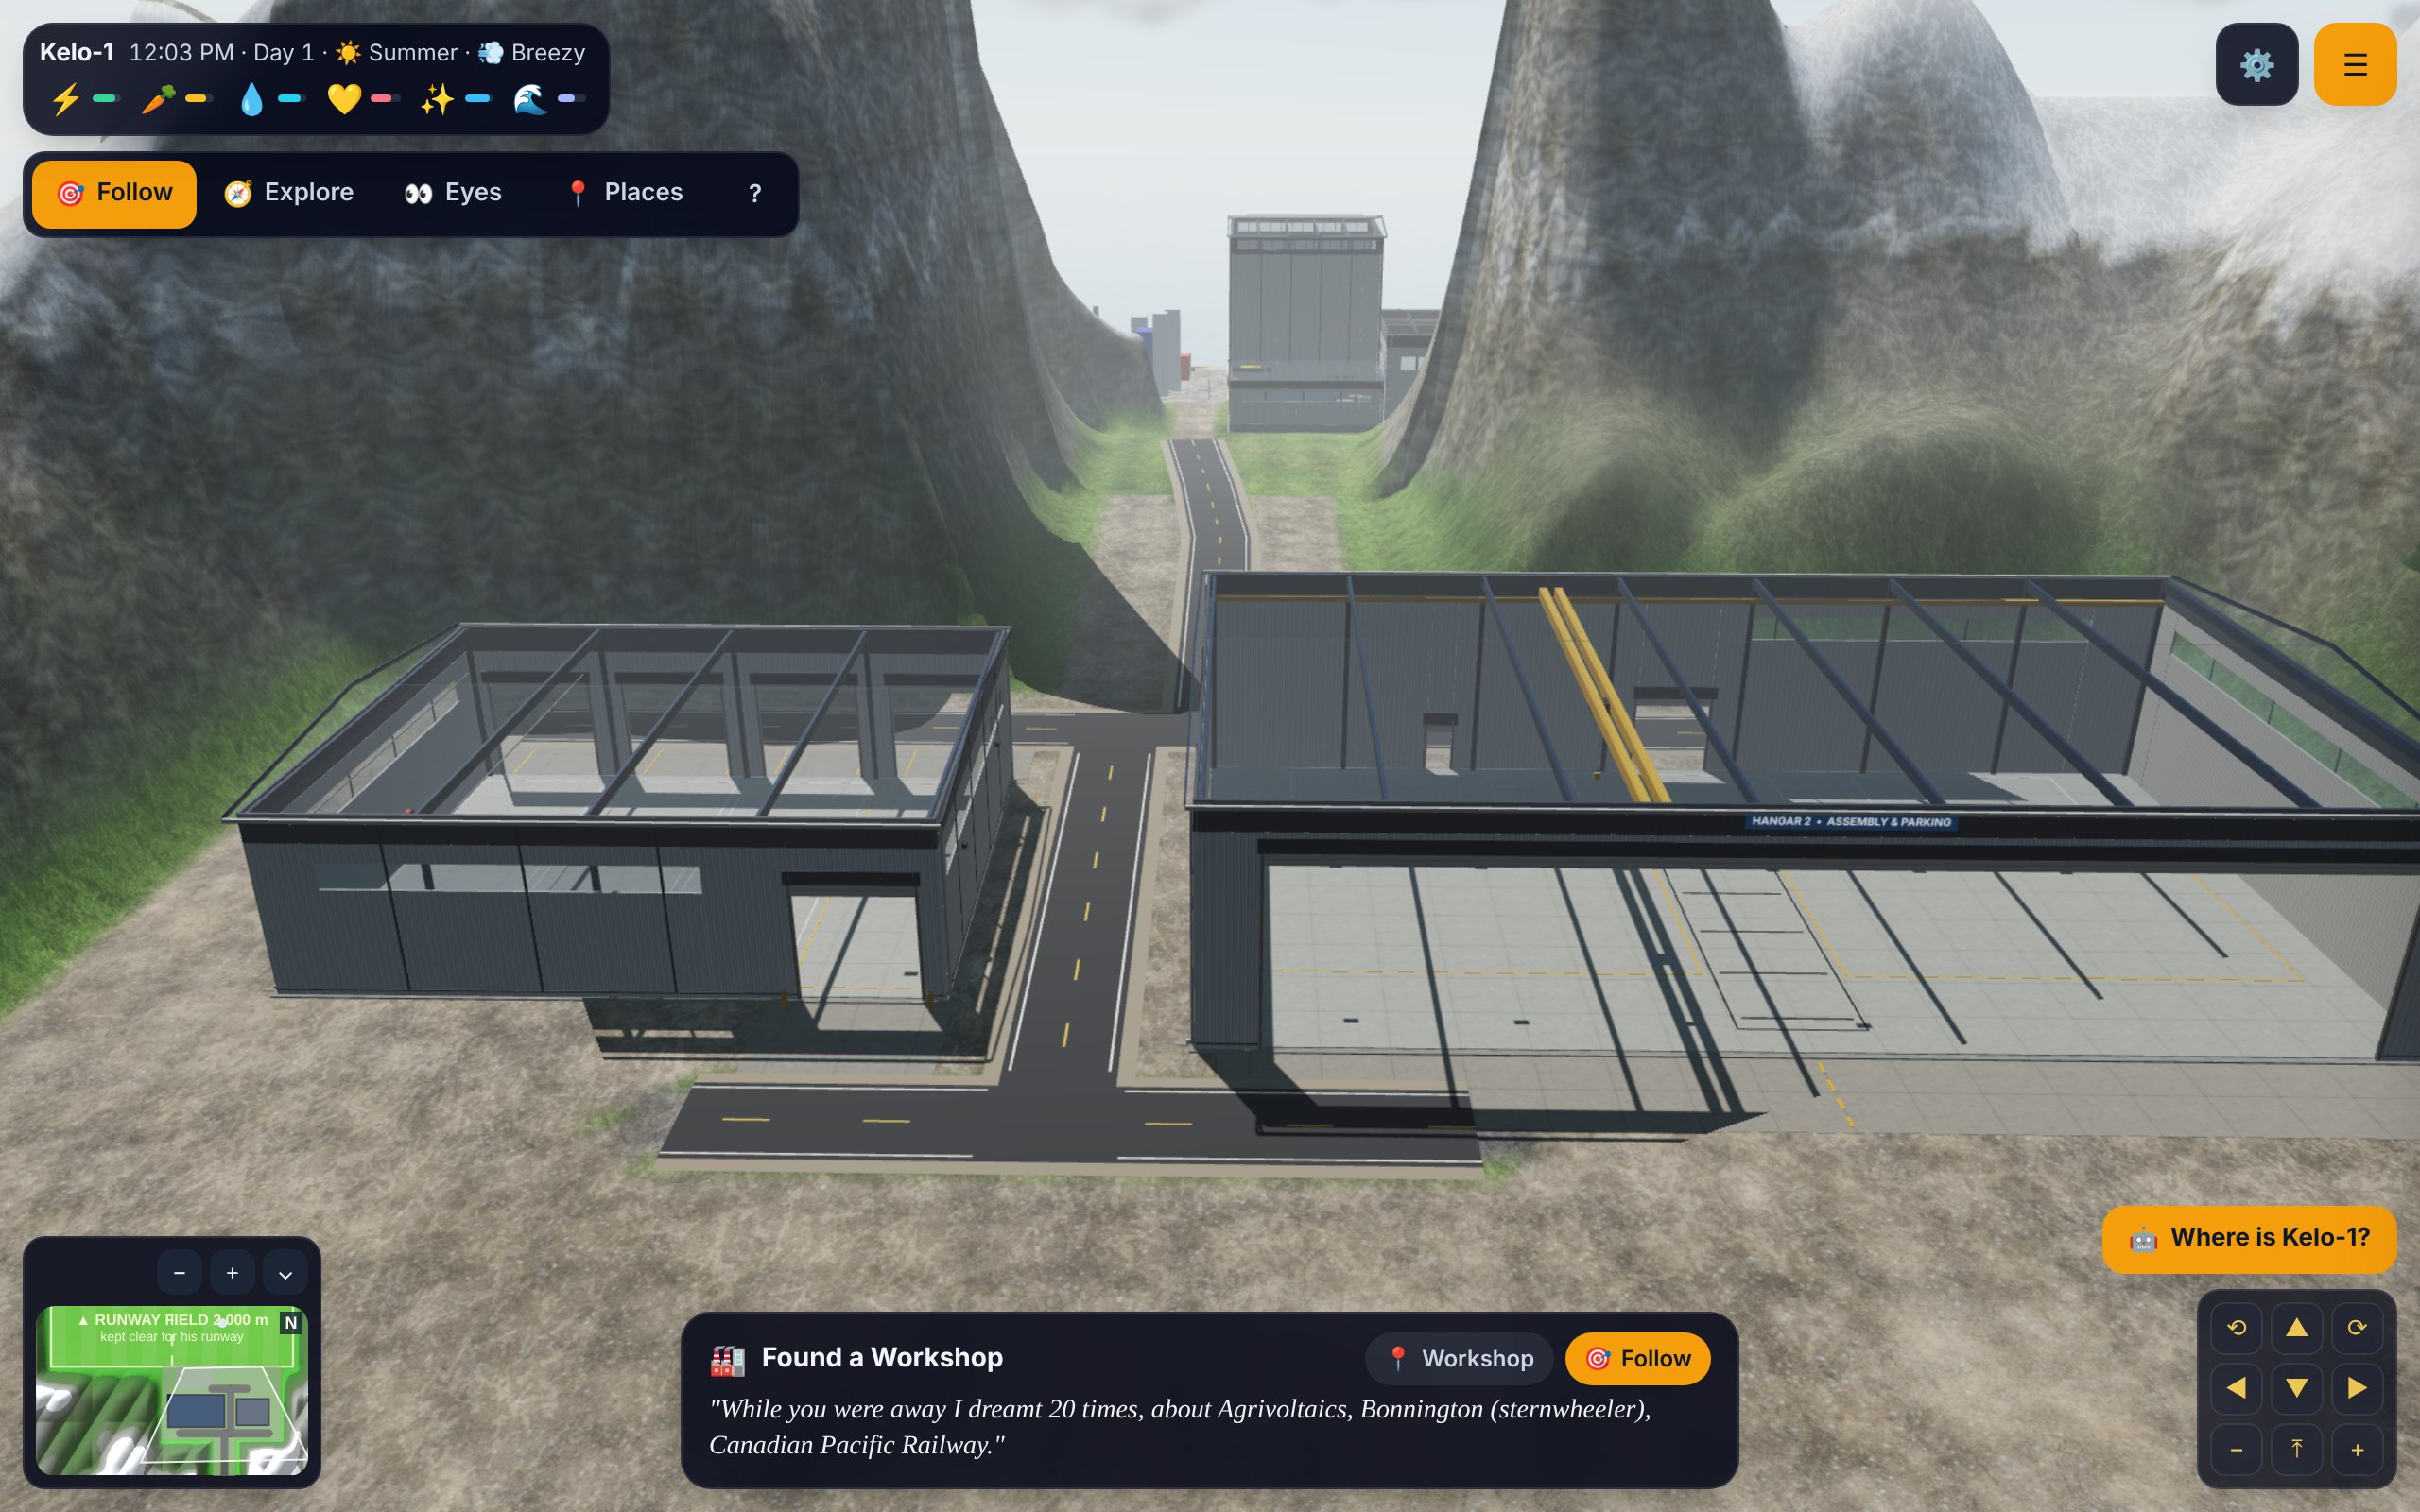 Kelo-1 12:03 PM · Day 1 · ☀️ Summer · 💨 Breezy
Follow
Explore
Eyes
Places
?
HANGAR 2 • ASSEMBLY & PARKING
Where is Kelo-1?
▲ RUNWAY FIELD 2,000 m
N
kept clear for his runway
Found a Workshop
Workshop
Follow
"While you were away I dreamt 20 times, about Agrivoltaics, Bonnington (sternwheeler),
Canadian Pacific Railway."